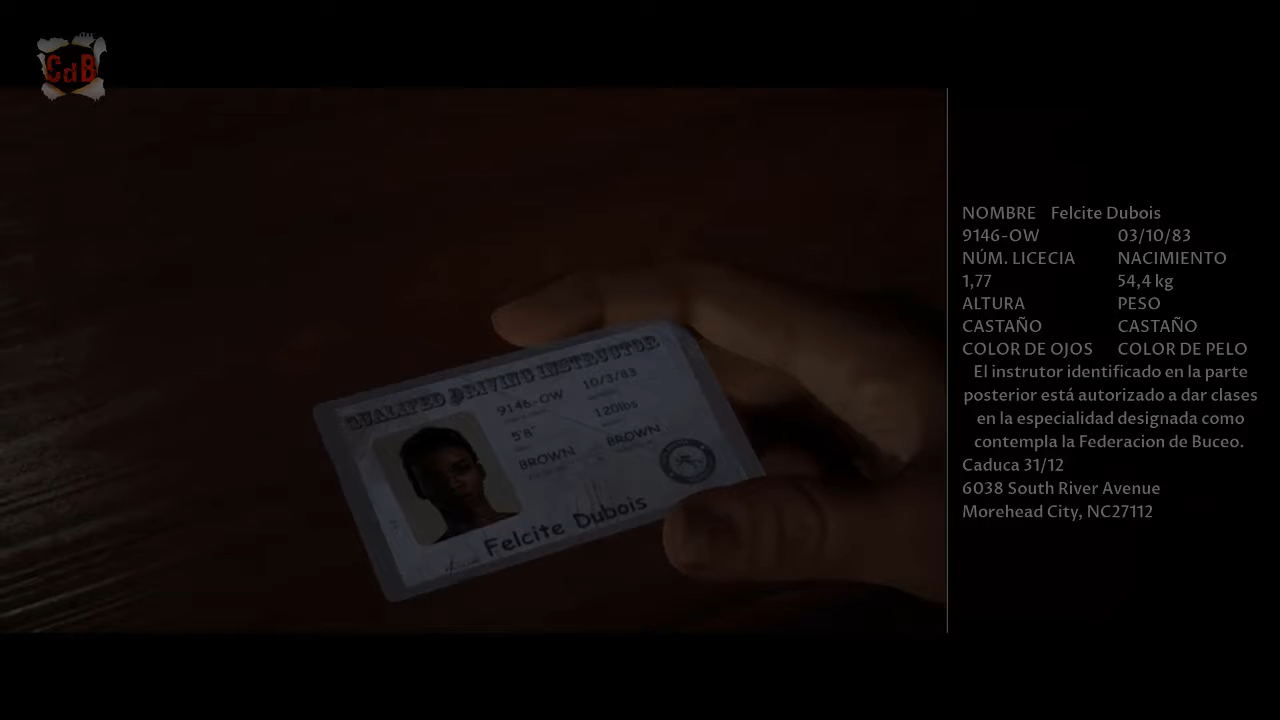 CdB
QUALIFED DRIVING INSTRUCTOR
9146-OW 10/3/83
5'8" 120lbs
BROWN BROWN
Felcite Dubois
NOMBRE Felcite Dubois
9146-OW 03/10/83
NÚM. LICECIA NACIMIENTO
1,77 54,4 kg
ALTURA PESO
CASTAÑO CASTAÑO
COLOR DE OJOS COLOR DE PELO
El instrutor identificado en la parte
posterior está autorizado a dar clases
en la especialidad designada como
contempla la Federacion de Buceo.
Caduca 31/12
6038 South River Avenue
Morehead City, NC27112